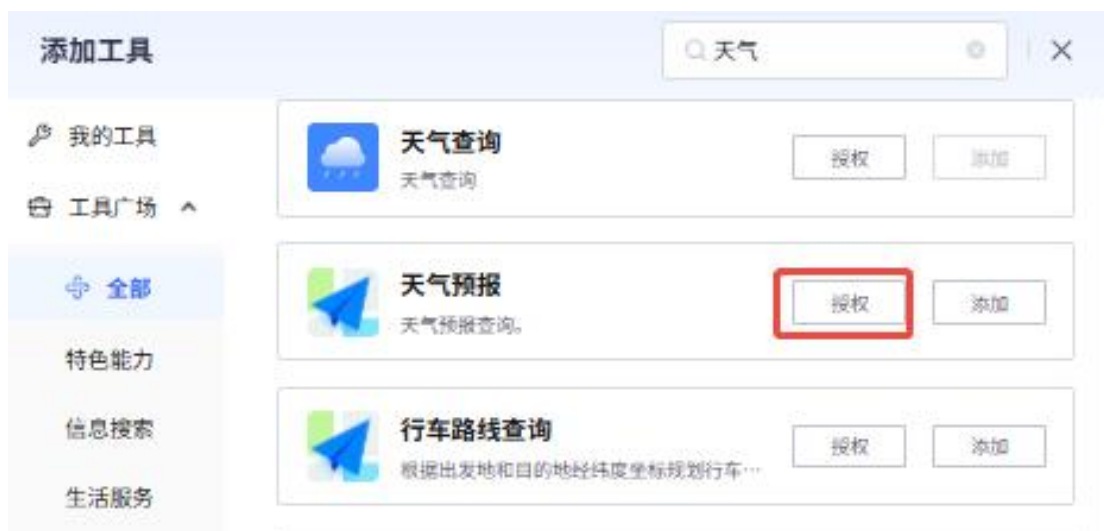 添加工具
天气
我的工具
工具广场
全部
特色能力
信息搜索
生活服务
天气查询
天气查询
授权
添加
天气预报
天气预报查询。
授权
添加
行车路线查询
根据出发地和目的地经纬度坐标规划行车…
授权
添加